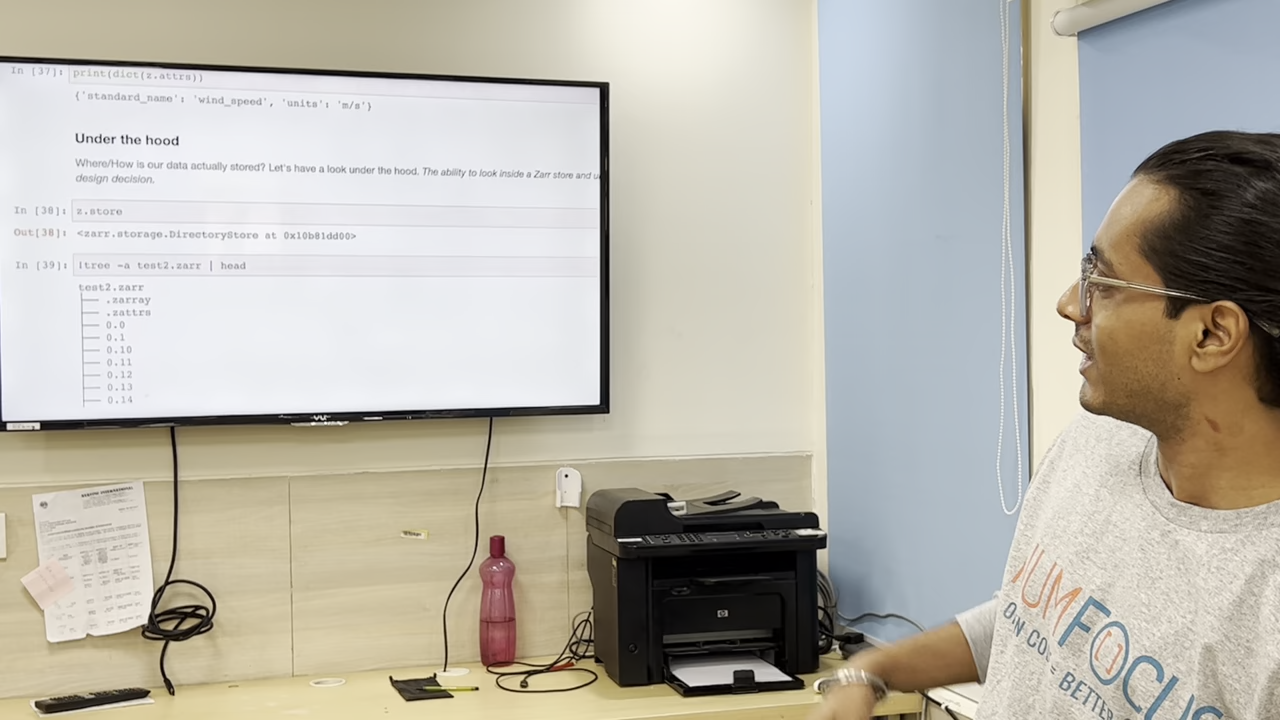 In [37]: print(dict(z.attrs))
{'standard_name': 'wind_speed', 'units': 'm/s'}
Under the hood
Where/How is our data actually stored? Let's have a look under the hood. The ability to look inside a Zarr store and
design decision.
In [38]: z.store
Out[38]: <zarr.storage.DirectoryStore at 0x10b81dd00>
In [39]: !tree -a test2.zarr | head
test2.zarr
├── .zarray
├── .zattrs
├── 0.0
├── 0.1
├── 0.10
├── 0.11
├── 0.12
├── 0.13
├── 0.14
hp
NUMFOCUS
= BETTER